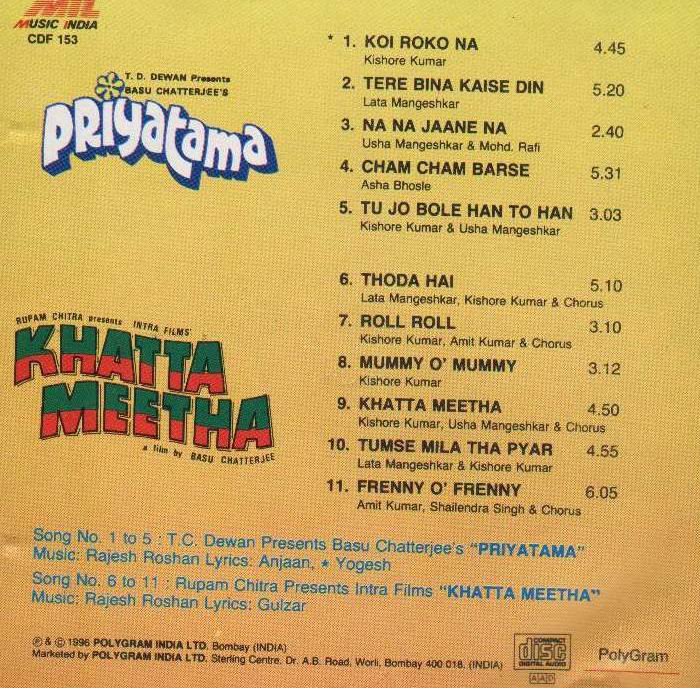 MIL
MUSIC INDIA
CDF 153
T. D. DEWAN Presents
BASU CHATTERJEE'S
PRIYATAMA
* 1. KOI ROKO NA 4.45
Kishore Kumar
2. TERE BINA KAISE DIN 5.20
Lata Mangeshkar
3. NA NA JAANE NA 2.40
Usha Mangeshkar & Mohd. Rafi
4. CHAM CHAM BARSE 5.31
Asha Bhosle
5. TU JO BOLE HAN TO HAN 3.03
Kishore Kumar & Usha Mangeshkar
RUPAM CHITRA presents INTRA FILMS'
KHATTA
MEETHA
a film by BASU CHATTERJEE
6. THODA HAI 5.10
Lata Mangeshkar, Kishore Kumar & Chorus
7. ROLL ROLL 3.10
Kishore Kumar, Amit Kumar & Chorus
8. MUMMY O' MUMMY 3.12
Kishore Kumar
9. KHATTA MEETHA 4.50
Kishore Kumar, Usha Mangeshkar & Chorus
10. TUMSE MILA THA PYAR 4.55
Lata Mangeshkar & Kishore Kumar
11. FRENNY O' FRENNY 6.05
Amit Kumar, Shailendra Singh & Chorus
Song No. 1 to 5 : T.C. Dewan Presents Basu Chatterjee's "PRIYATAMA"
Music: Rajesh Roshan Lyrics: Anjaan, * Yogesh
Song No. 6 to 11 : Rupam Chitra Presents Intra Films "KHATTA MEETHA"
Music: Rajesh Roshan Lyrics: Gulzar
℗ & © 1996 POLYGRAM INDIA LTD. Bombay (INDIA)
Marketed by POLYGRAM INDIA LTD. Sterling Centre, Dr. A.B. Road, Worli, Bombay 400 018. (INDIA)
COMPACT
disc
DIGITAL AUDIO
AAD
PolyGram